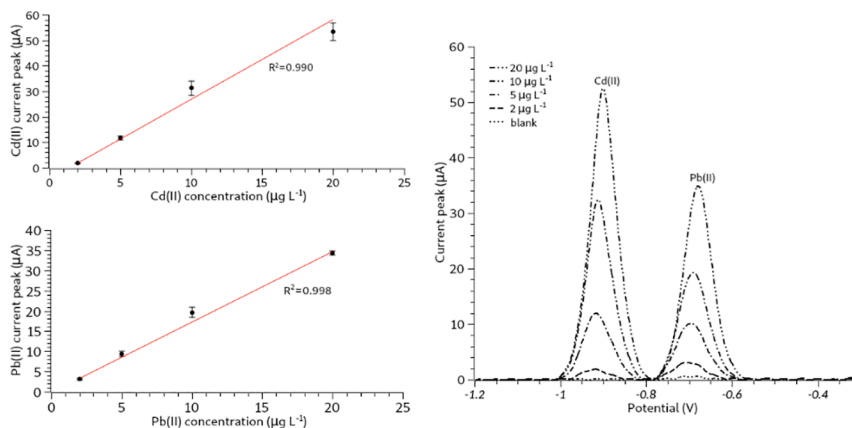 60
50
40
30
20
10
0
0
5
10
15
20
25
Cd(II) current peak (µA)
Cd(II) concentration (µg L⁻¹)
R²=0.990
40
35
30
25
20
15
10
5
0
0
5
10
15
20
25
Pb(II) current peak (µA)
Pb(II) concentration (µg L⁻¹)
R²=0.998
60
50
40
30
20
10
0
-1.2
-1
-0.8
-0.6
-0.4
Current peak (µA)
Potential (V)
20 µg L⁻¹
10 µg L⁻¹
5 µg L⁻¹
2 µg L⁻¹
blank
Cd(II)
Pb(II)